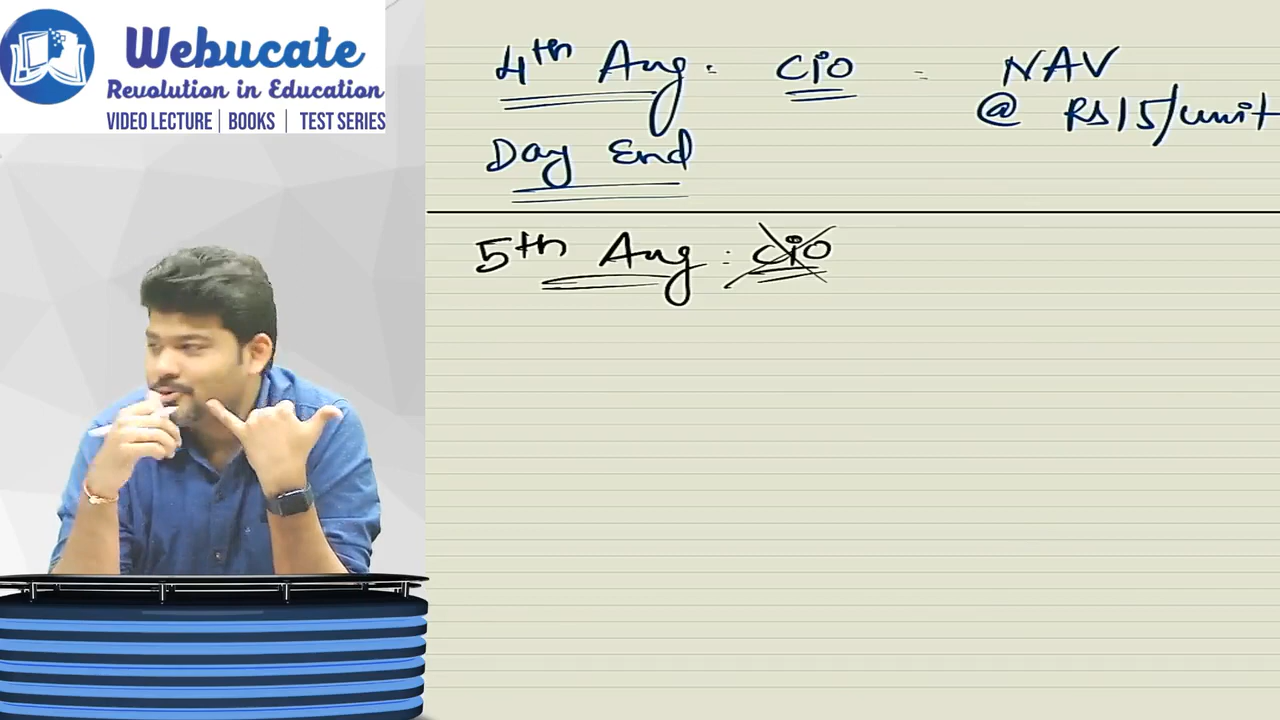 Webucate
Revolution in Education
VIDEO LECTURE | BOOKS | TEST SERIES
4th Aug : CiO = NAV
@ Rs15/unit
Day End
5th Aug : CiO